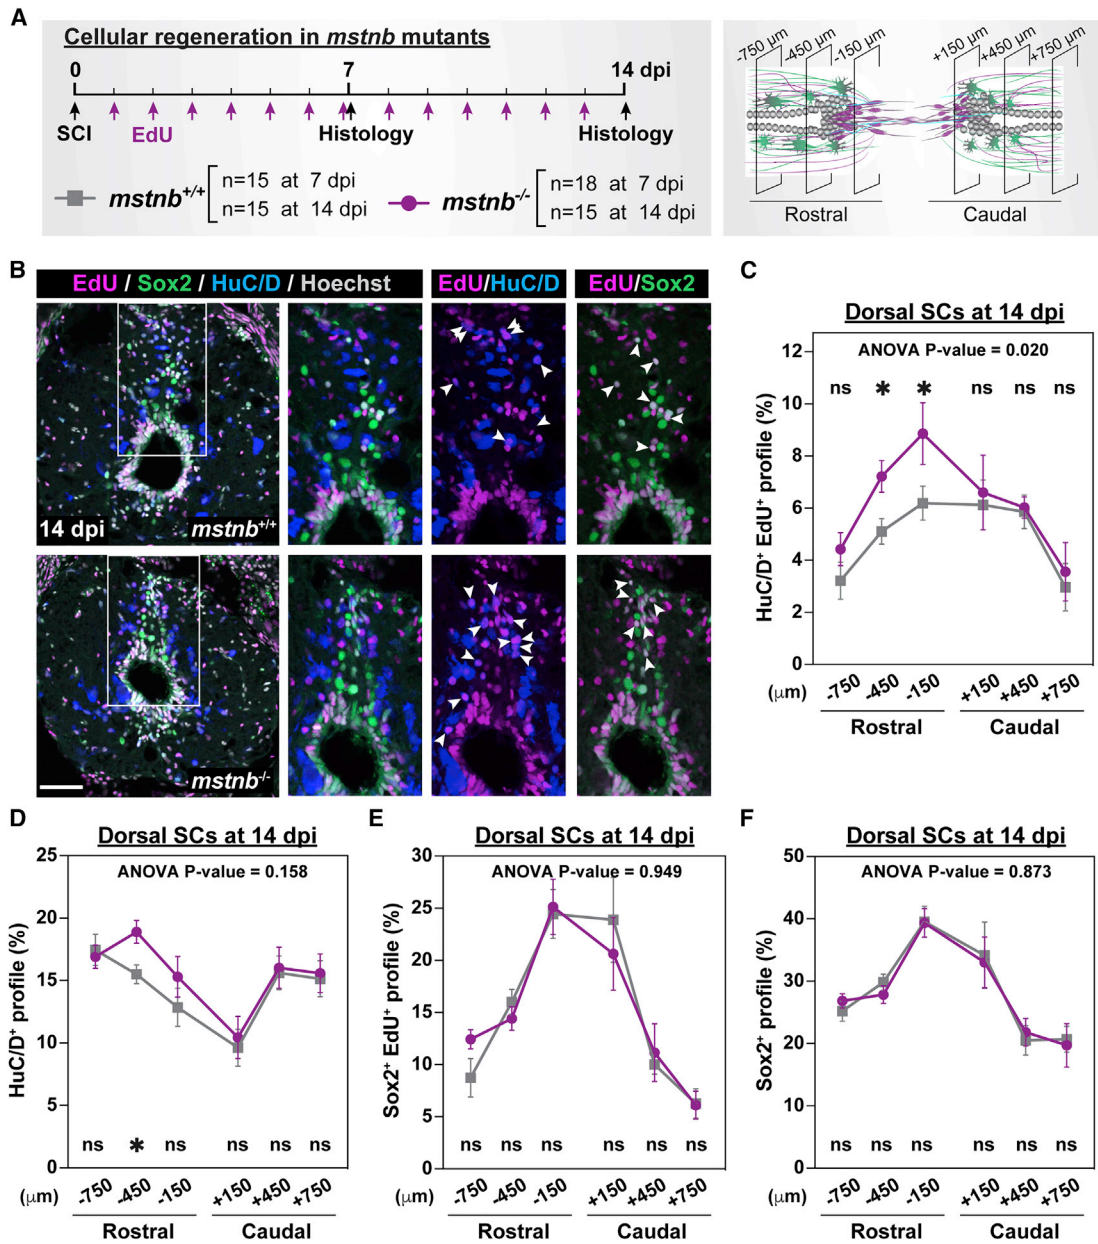 A
Cellular regeneration in mstnb mutants
0 7 14 dpi
SCI EdU Histology Histology
mstnb+/+ n=15 at 7 dpi
n=15 at 14 dpi
mstnb-/- n=18 at 7 dpi
n=15 at 14 dpi
-750 µm -450 µm -150 µm +150 µm +450 µm +750 µm
Rostral Caudal
B
EdU / Sox2 / HuC/D / Hoechst
EdU/HuC/D
EdU/Sox2
14 dpi mstnb+/+
mstnb-/-
C
Dorsal SCs at 14 dpi
ANOVA P-value = 0.020
ns * * ns ns ns
HuC/D+ EdU+ profile (%)
12
10
8
6
4
2
0
(µm) -750 -450 -150 +150 +450 +750
Rostral Caudal
D
Dorsal SCs at 14 dpi
ANOVA P-value = 0.158
HuC/D+ profile (%)
25
20
15
10
5
0
ns * ns ns ns ns
(µm) -750 -450 -150 +150 +450 +750
Rostral Caudal
E
Dorsal SCs at 14 dpi
ANOVA P-value = 0.949
Sox2+ EdU+ profile (%)
30
25
20
15
10
5
0
ns ns ns ns ns ns
(µm) -750 -450 -150 +150 +450 +750
Rostral Caudal
F
Dorsal SCs at 14 dpi
ANOVA P-value = 0.873
Sox2+ profile (%)
50
40
30
20
10
0
ns ns ns ns ns ns
(µm) -750 -450 -150 +150 +450 +750
Rostral Caudal